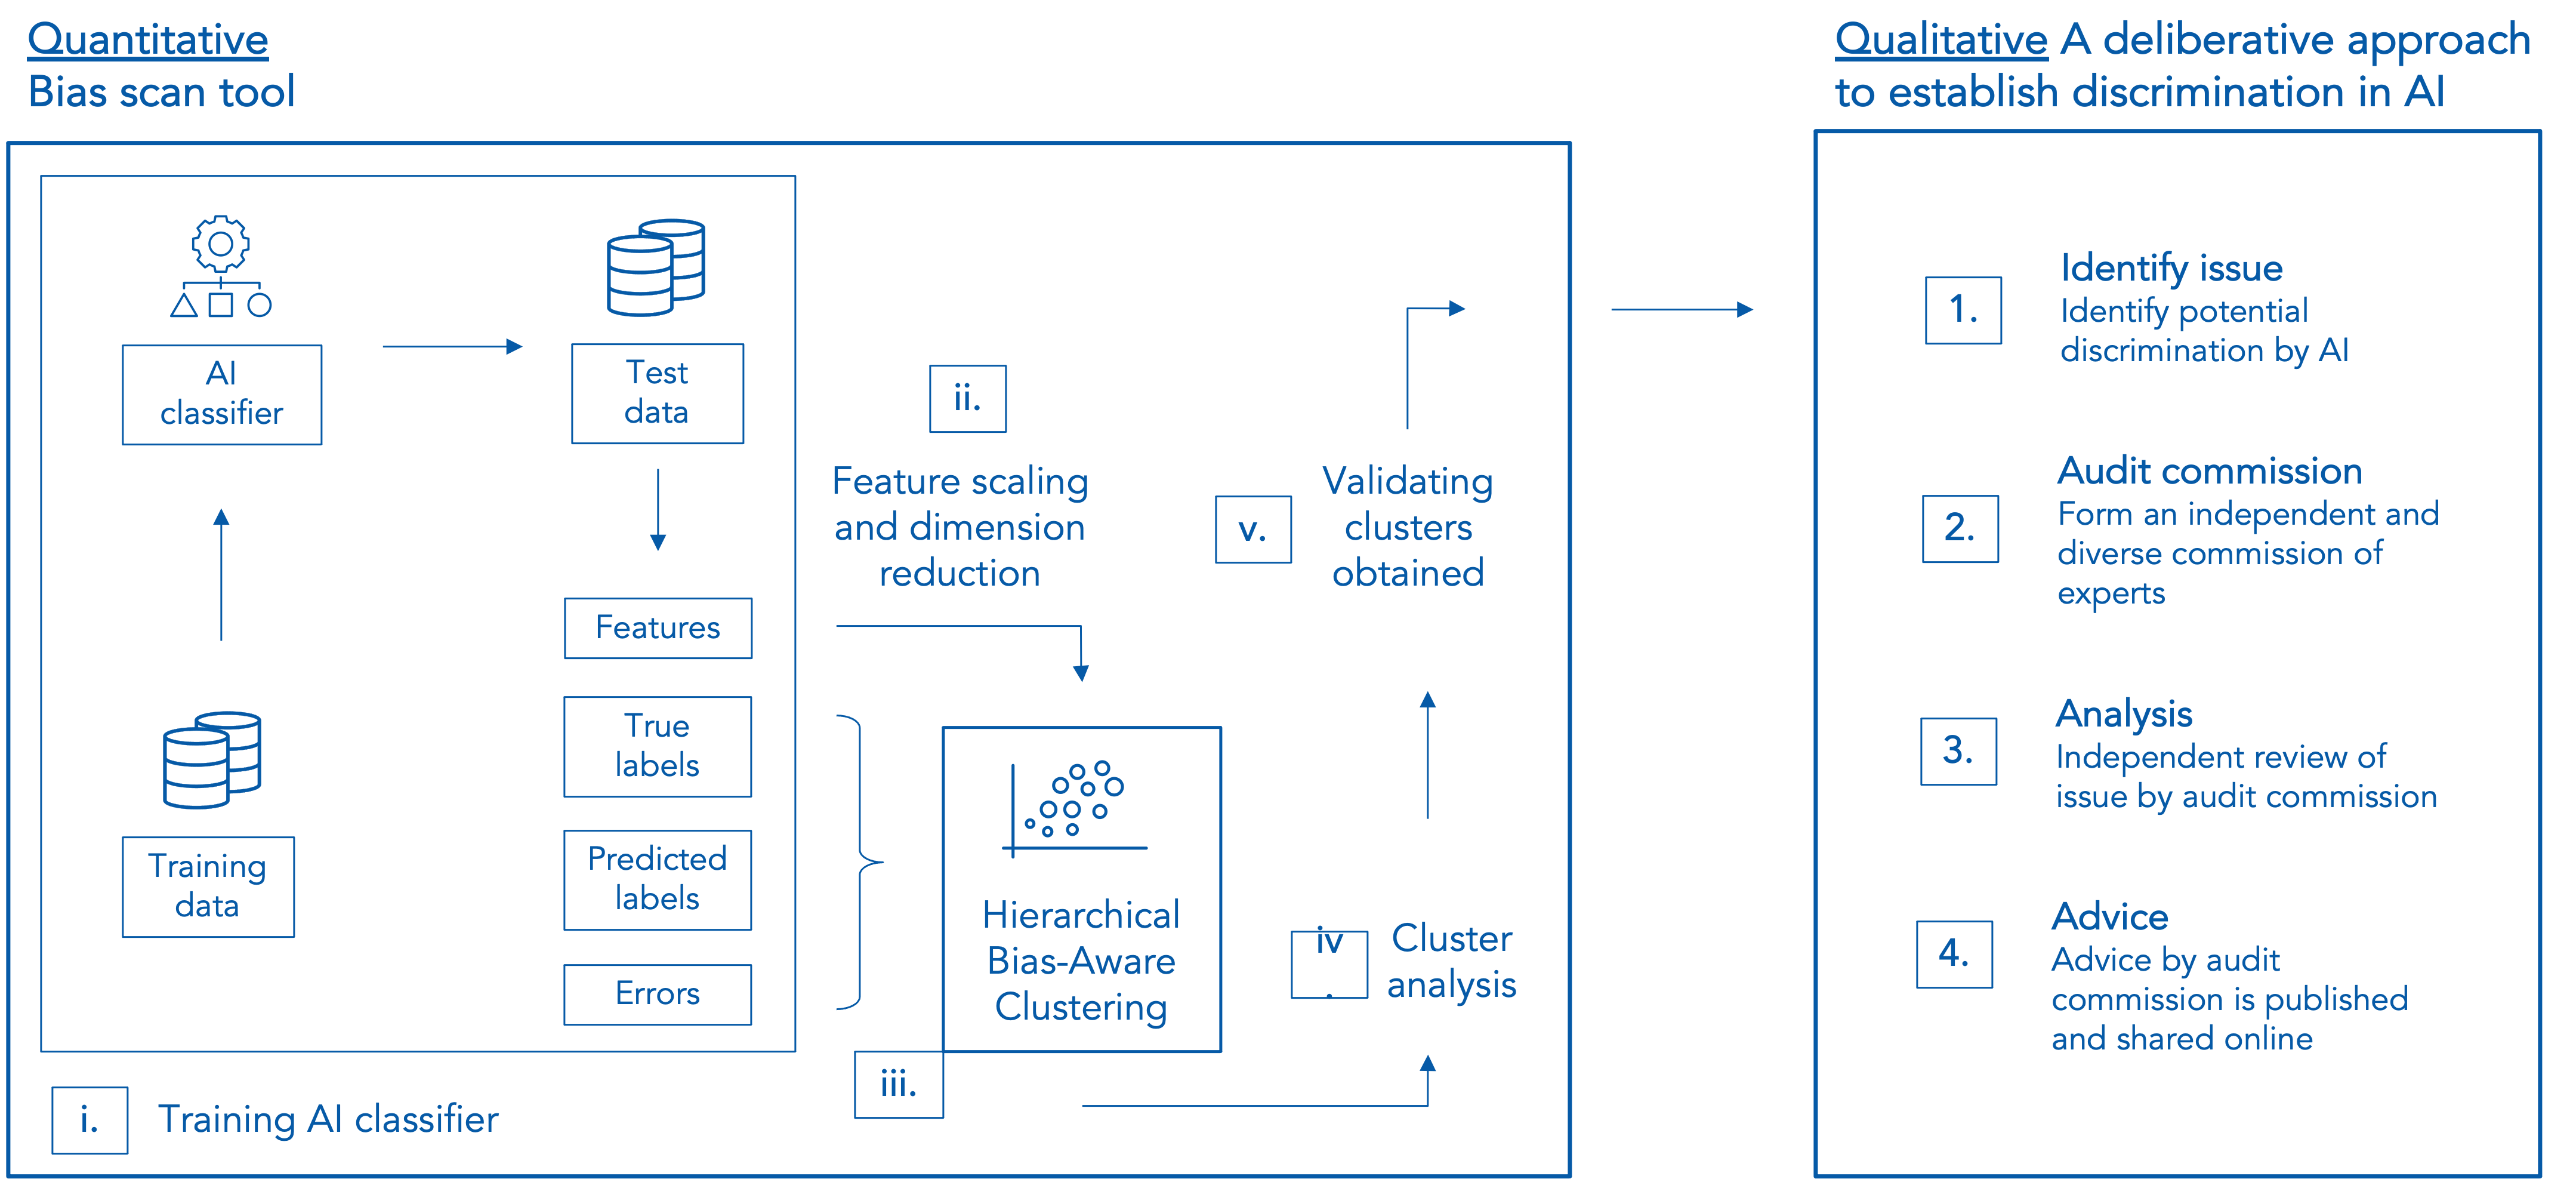 Quantitative
Bias scan tool
AI
classifier
Test
data
Features
True
labels
Predicted
labels
Errors
Training
data
i.
Training AI classifier
ii.
Feature scaling
and dimension
reduction
Hierarchical
Bias-Aware
Clustering
iii.
iv
.
Cluster
analysis
v.
Validating
clusters
obtained
Qualitative A deliberative approach
to establish discrimination in AI
1.
Identify issue
Identify potential
discrimination by AI
2.
Audit commission
Form an independent and
diverse commission of
experts
3.
Analysis
Independent review of
issue by audit commission
4.
Advice
Advice by audit
commission is published
and shared online